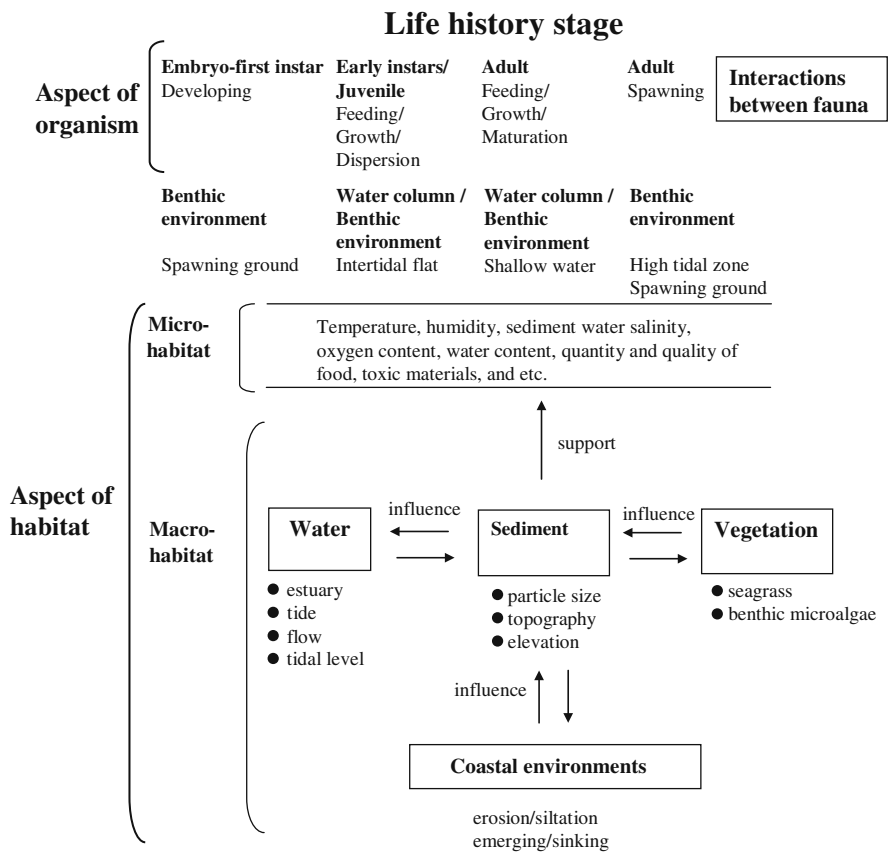 Life history stage
Aspect of
organism
Embryo-first instar
Developing
Early instars/
Juvenile
Feeding/
Growth/
Dispersion
Adult
Feeding/
Growth/
Maturation
Adult
Spawning
Interactions
between fauna
Benthic
environment
Spawning ground
Water column /
Benthic
environment
Intertidal flat
Water column /
Benthic
environment
Shallow water
Benthic
environment
High tidal zone
Spawning ground
Aspect of
habitat
Micro-
habitat
Temperature, humidity, sediment water salinity,
oxygen content, water content, quantity and quality of
food, toxic materials, and etc.
support
Macro-
habitat
Water
influence
Sediment
influence
Vegetation
● estuary
● tide
● flow
● tidal level
● particle size
● topography
● elevation
● seagrass
● benthic microalgae
influence
Coastal environments
erosion/siltation
emerging/sinking